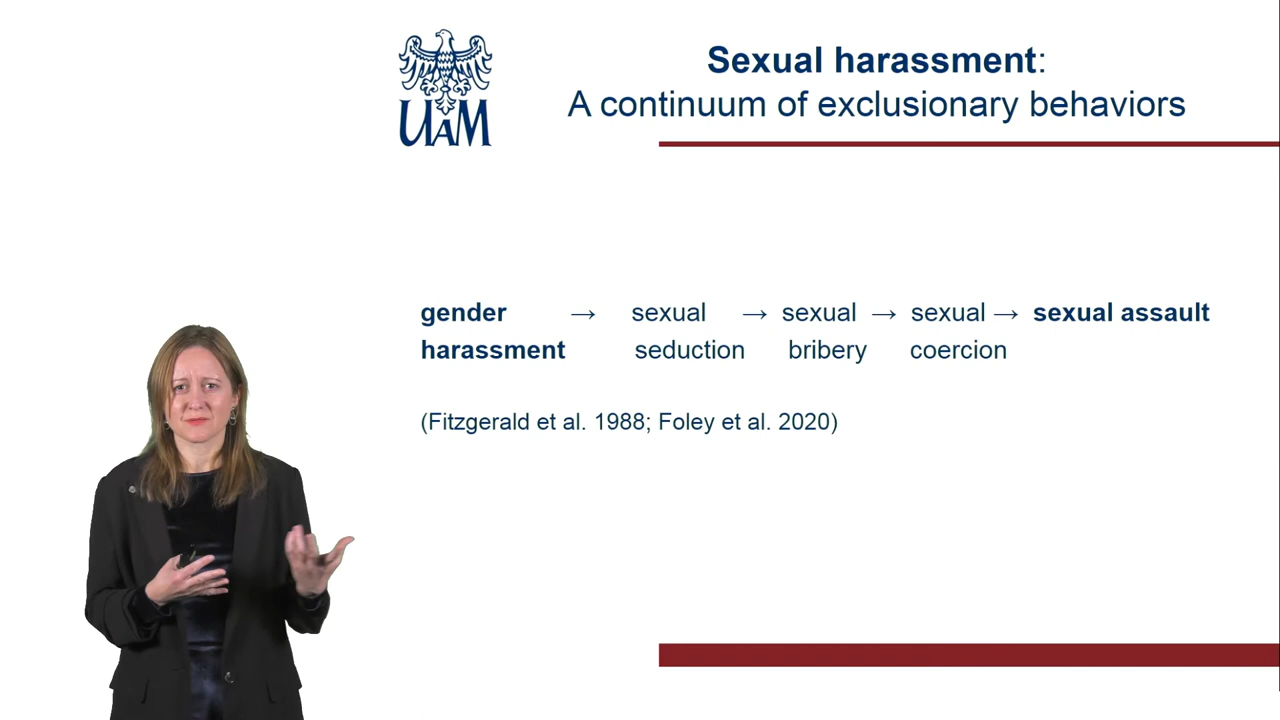 UAM
Sexual harassment:
A continuum of exclusionary behaviors
gender → sexual → sexual → sexual → sexual assault
harassment seduction bribery coercion
(Fitzgerald et al. 1988; Foley et al. 2020)